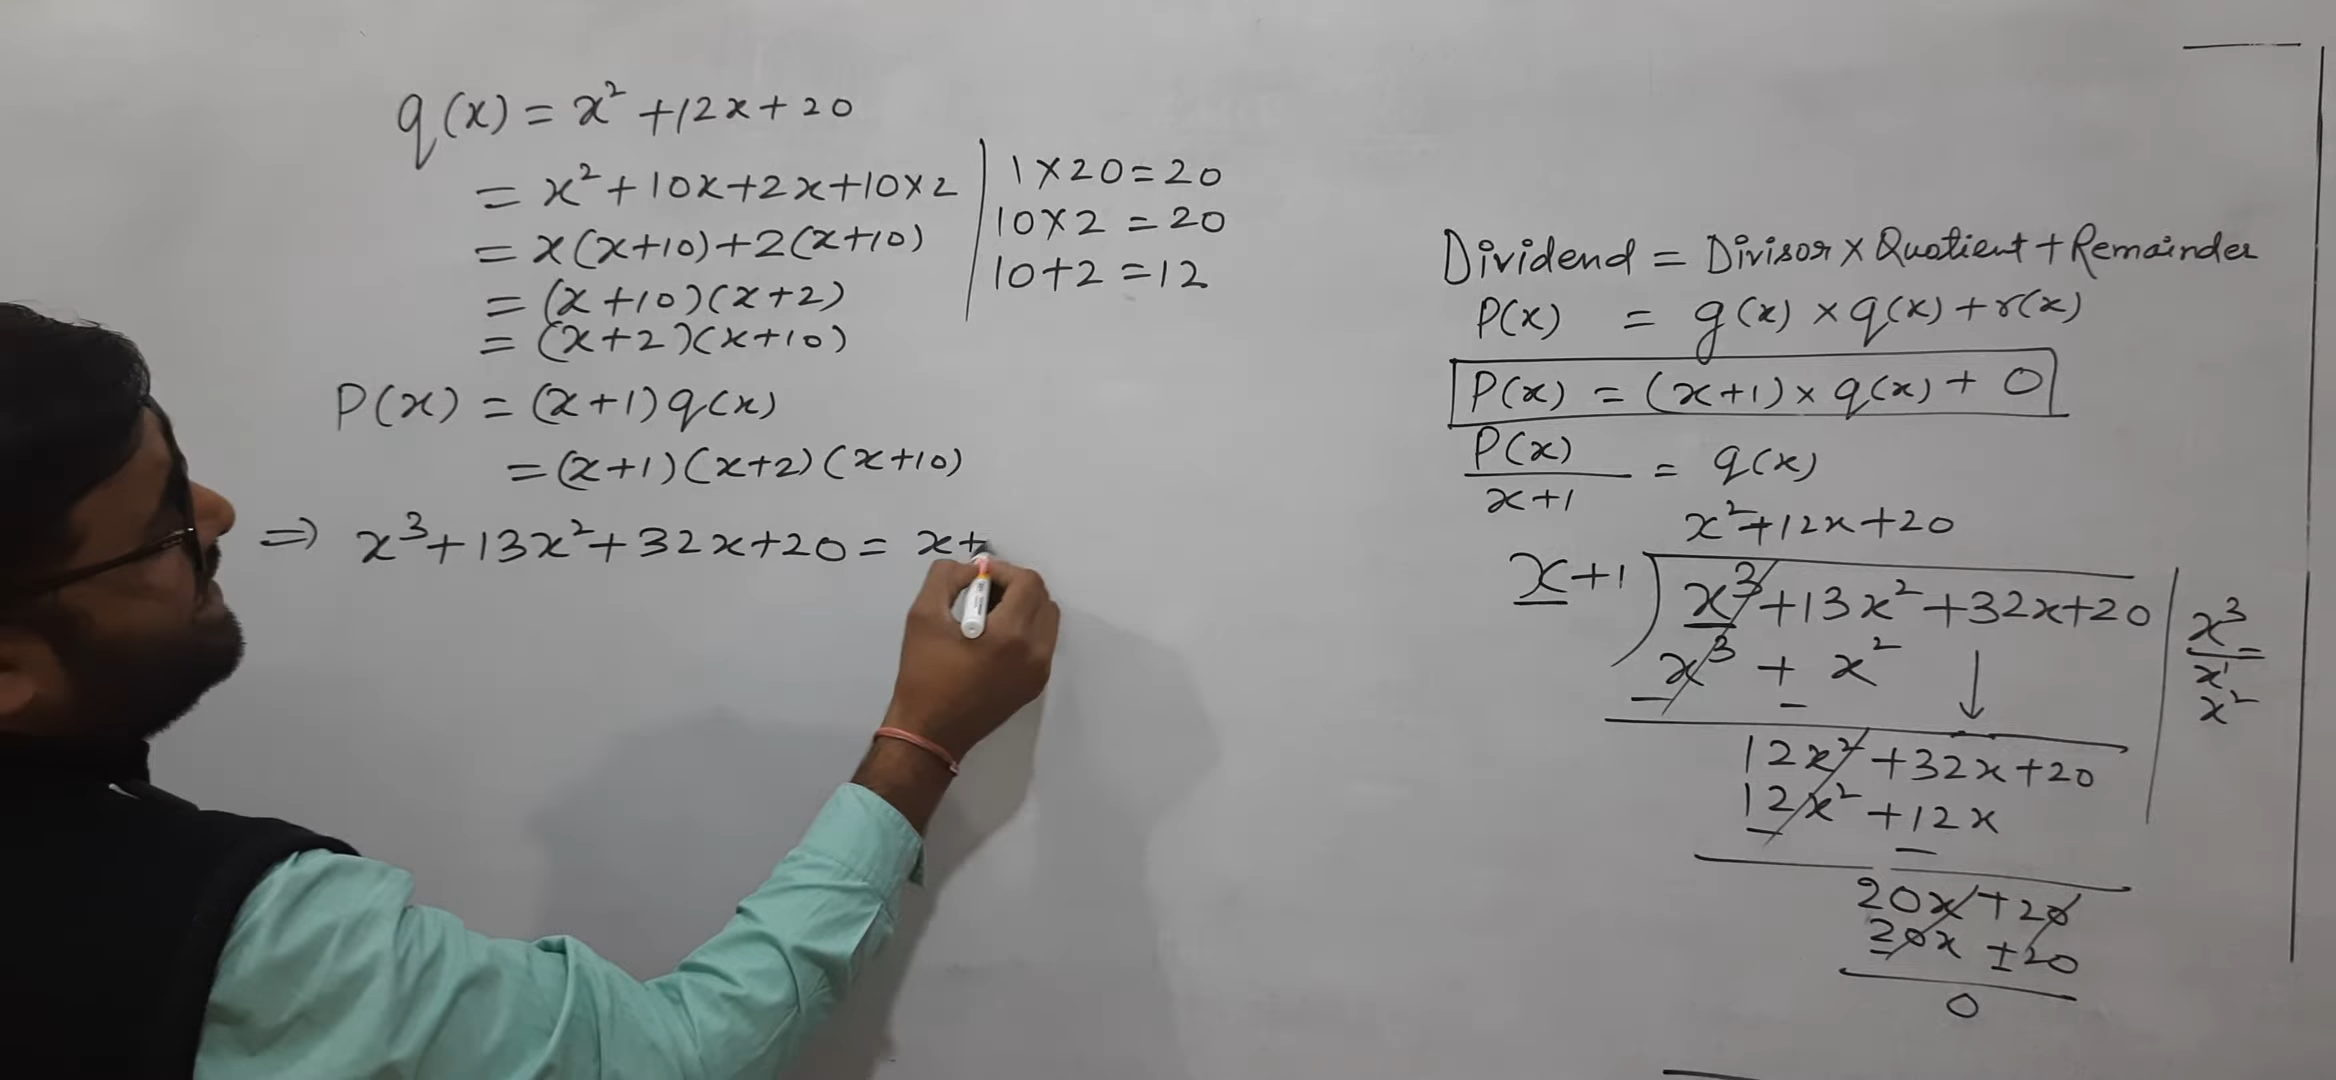 q(x) = x² + 12x + 20
= x² + 10x + 2x + 10×2
= x(x+10) + 2(x+10)
= (x+10)(x+2)
= (x+2)(x+10)
1×20 = 20
10×2 = 20
10+2 = 12
P(x) = (x+1) q(x)
= (x+1)(x+2)(x+10)
⇒ x³ + 13x² + 32x + 20 = x+
Dividend = Divisor × Quotient + Remainder
P(x) = g(x) × q(x) + r(x)
P(x) = (x+1) × q(x) + 0
P(x)
x+1
= q(x)
x² + 12x + 20
x+1
x³ + 13x² + 32x + 20
x³ + x²
−
−
12x² + 32x + 20
12x² + 12x
−
−
20x + 20
20x ± 20
0
x³
x¹
=
x²